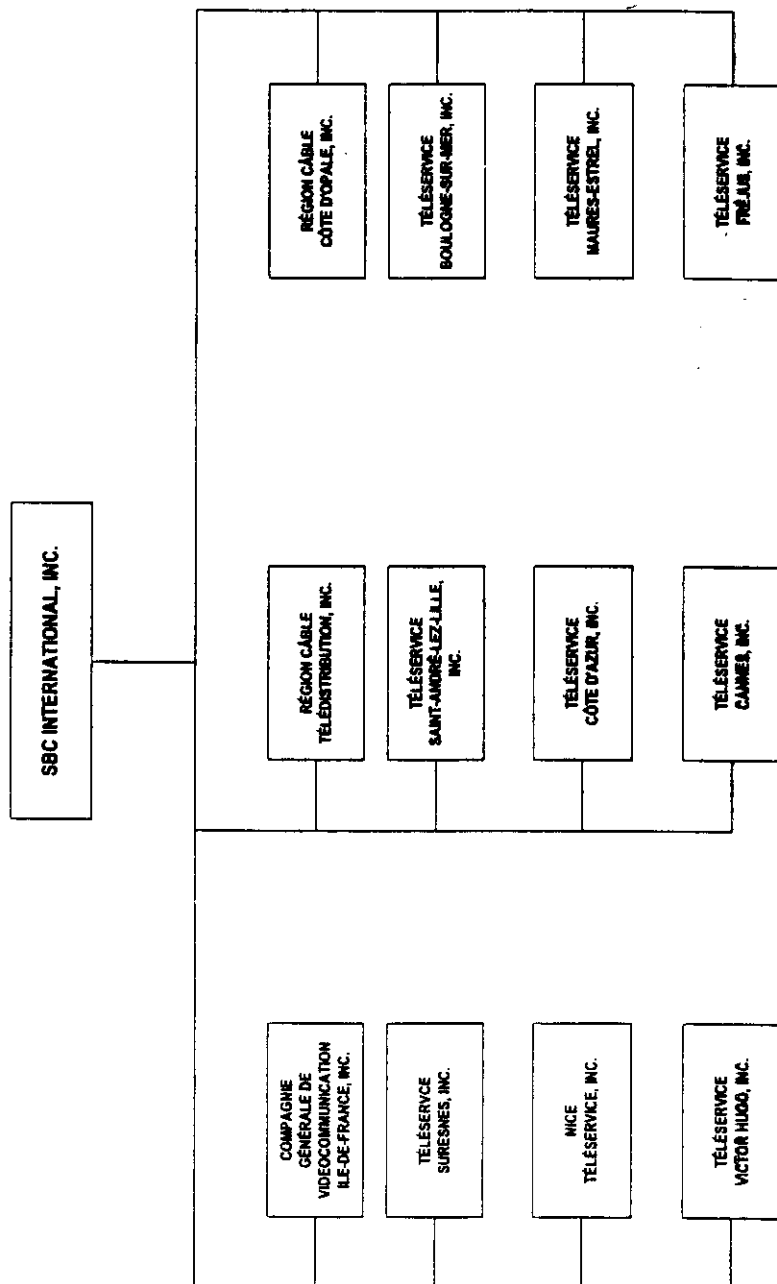 SBC INTERNATIONAL, INC.
COMPAGNIE
GÉNÉRALE DE
VIDEOCOMMUNICATION
ILE-DE-FRANCE, INC.
RÉGION CÂBLE
TÉLÉDISTRIBUTION, INC.
RÉGION CÂBLE
CÔTE D'OPALE, INC.
TÉLÉSERVCE
SURESNES, INC.
TÉLÉSERVICE
SAINT-ANDRÉ-LEZ-LILLE,
INC.
TÉLÉSERVICE
BOULOGNE-SUR-MER, INC.
NICE
TÉLÉSERVICE, INC.
TÉLÉSERVICE
CÔTE D'AZUR, INC.
TÉLÉSERVICE
MAURES-ESTREL, INC.
TÉLÉSERVICE
VICTOR HUGO, INC.
TÉLÉSERVICE
CANNES, INC.
TÉLÉSERVICE
FRÉJUS, INC.